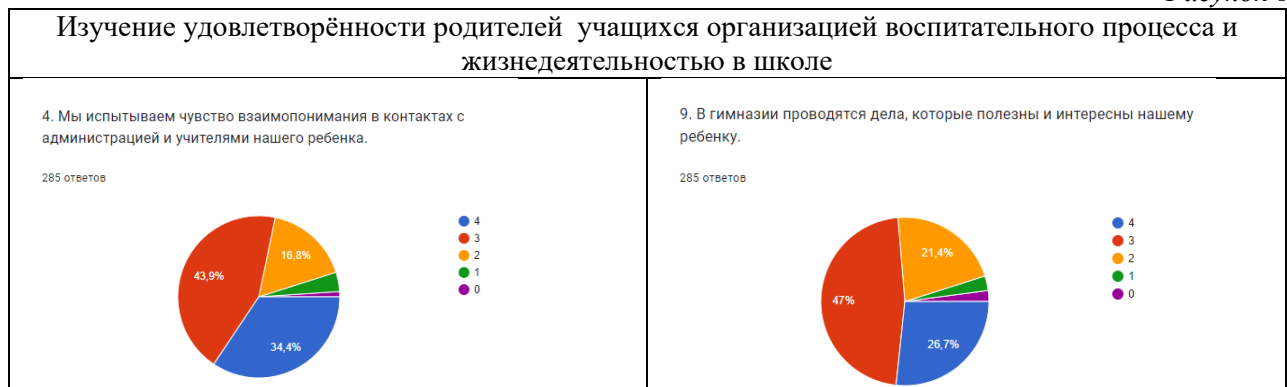 Изучение удовлетворённости родителей учащихся организацией воспитательного процесса и
жизнедеятельностью в школе
4. Мы испытываем чувство взаимопонимания в контактах с
администрацией и учителями нашего ребенка.
285 ответов
4
3
2
1
0
43,9%
16,8%
34,4%
9. В гимназии проводятся дела, которые полезны и интересны нашему
ребенку.
285 ответов
4
3
2
1
0
47%
21,4%
26,7%